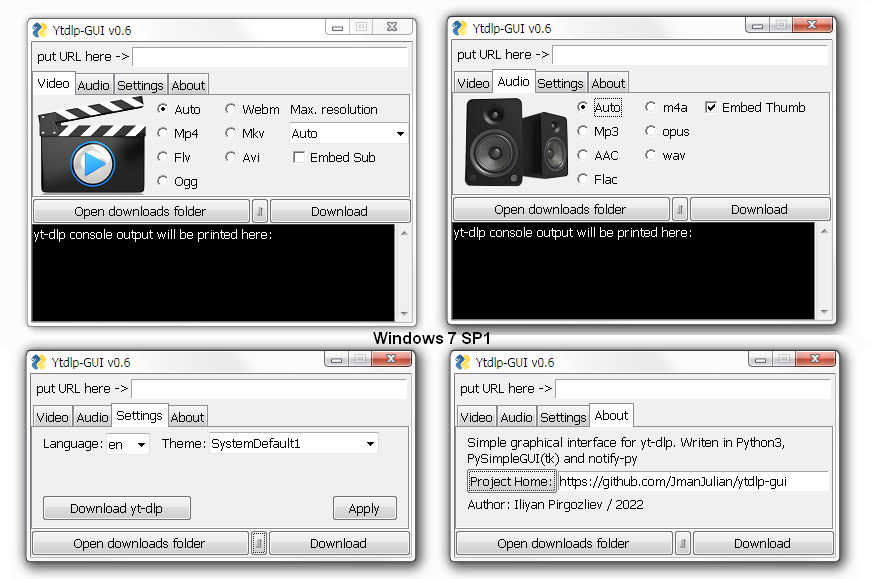 Ytdlp-GUI v0.6
put URL here ->
Video Audio Settings About
Auto Webm Max. resolution
Mp4 Mkv Auto
Flv Avi Embed Sub
Ogg
Open downloads folder Download
yt-dlp console output will be printed here:
Ytdlp-GUI v0.6
put URL here ->
Video Audio Settings About
Auto m4a Embed Thumb
Mp3 opus
AAC wav
Flac
Open downloads folder Download
yt-dlp console output will be printed here:
Windows 7 SP1
Ytdlp-GUI v0.6
put URL here ->
Video Audio Settings About
Language: en Theme: SystemDefault1
Download yt-dlp Apply
Open downloads folder Download
Ytdlp-GUI v0.6
put URL here ->
Video Audio Settings About
Simple graphical interface for yt-dlp. Writen in Python3,
PySimpleGUI(tk) and notify-py
Project Home: https://github.com/JmanJulian/ytdlp-gui
Author: Iliyan Pirgozliev / 2022
Open downloads folder Download